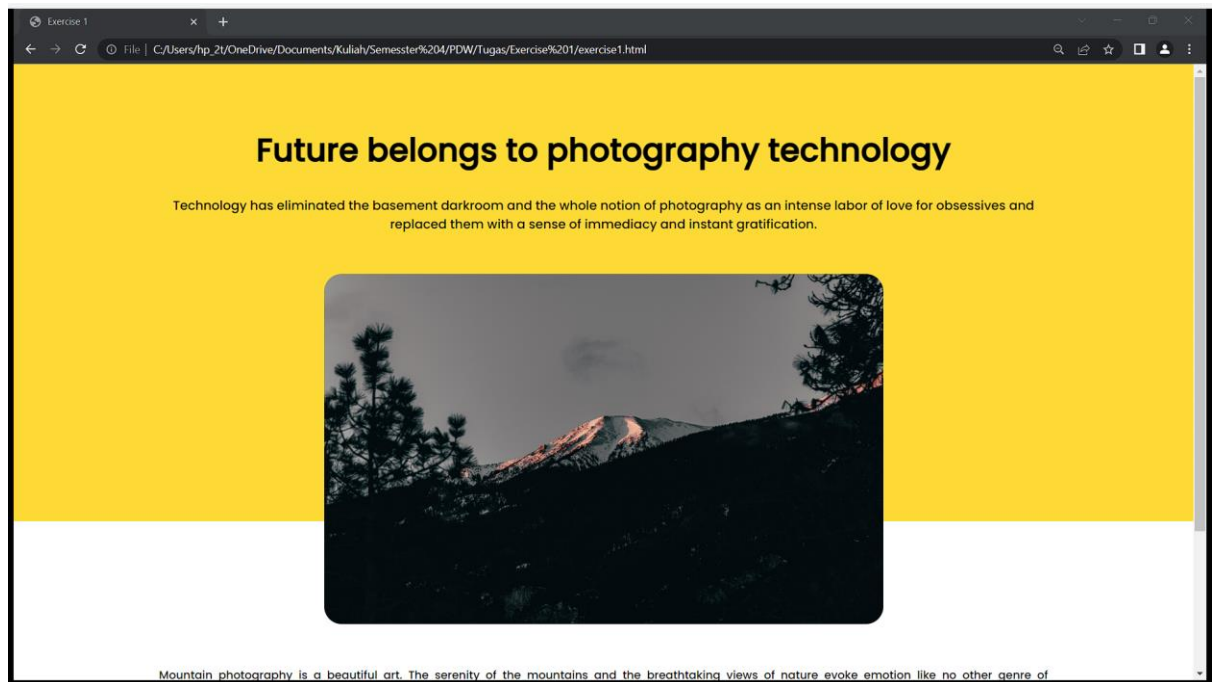 Exercise 1
File | C:/Users/hp_2t/OneDrive/Documents/Kuliah/Semesster%204/PDW/Tugas/Exercise%201/exercise1.html
Future belongs to photography technology
Technology has eliminated the basement darkroom and the whole notion of photography as an intense labor of love for obsessives and
replaced them with a sense of immediacy and instant gratification.
Mountain photography is a beautiful art. The serenity of the mountains and the breathtaking views of nature evoke emotion like no other genre of